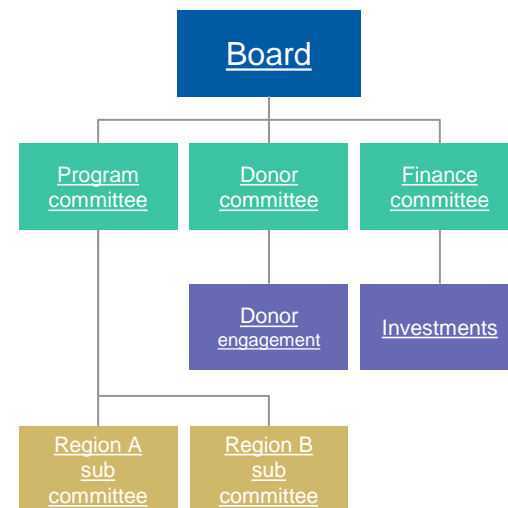 Board
Program
committee
Donor
committee
Finance
committee
Donor
engagement
Investments
Region A
sub
committee
Region B
sub
committee